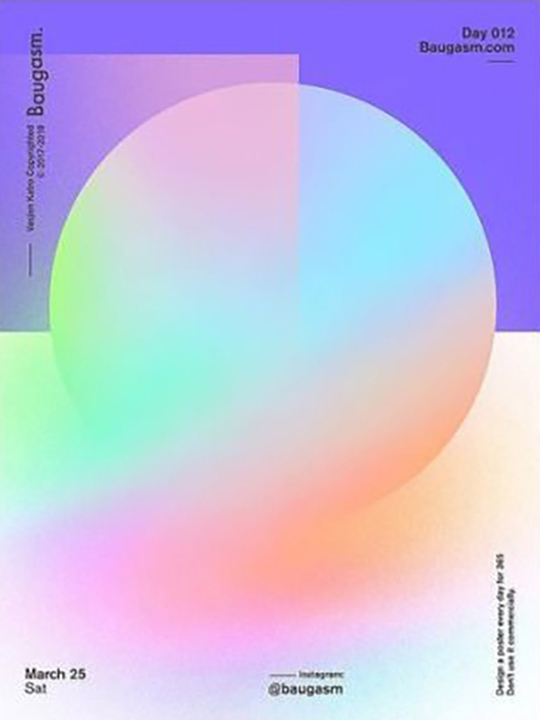 Baugasm.
Vasjen Katro Copyrighted
© 2017-2018
Day 012
Baugasm.com
March 25
Sat
Instagram:
@baugasm
Design a poster every day for 365
Don't use it commercially.